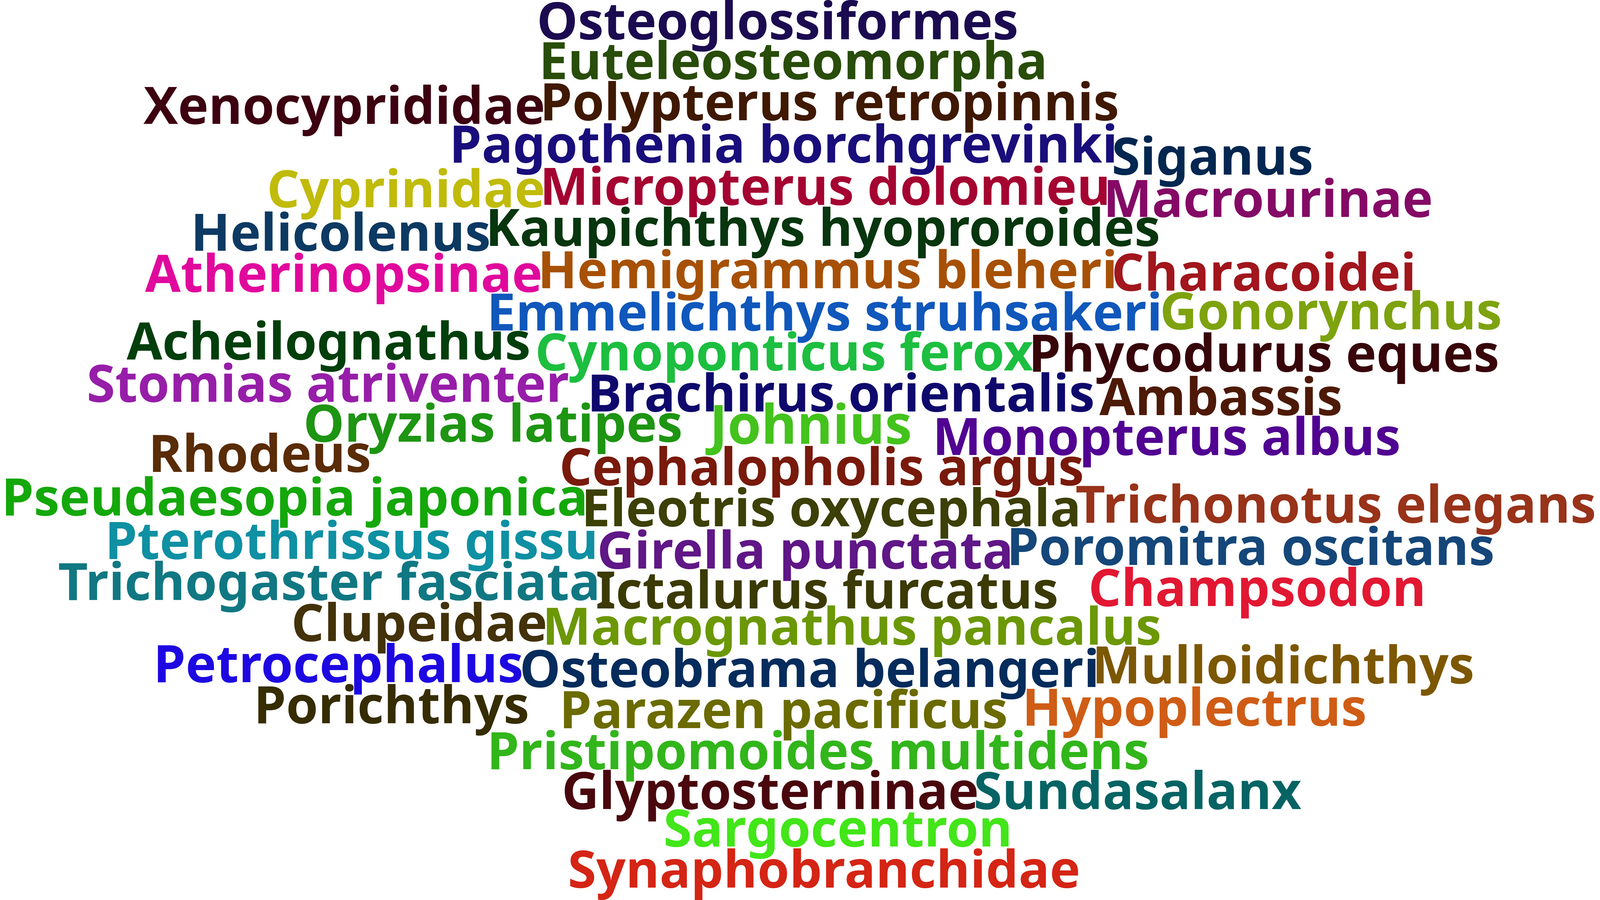 Osteoglossiformes
Euteleosteomorpha
Xenocyprididae Polypterus retropinnis
Pagothenia borchgrevinki Siganus
Cyprinidae Micropterus dolomieu Macrourinae
Helicolenus Kaupichthys hyoproroides
Atherinopsinae Hemigrammus bleheri Characoidei
Emmelichthys struhsakeri Gonorynchus
Acheilognathus Cynoponticus ferox Phycodurus eques
Stomias atriventer Brachirus orientalis Ambassis
Oryzias latipes Johnius Monopterus albus
Rhodeus Cephalopholis argus
Pseudaesopia japonica Eleotris oxycephala Trichonotus elegans
Pterothrissus gissu Girella punctata Poromitra oscitans
Trichogaster fasciata Ictalurus furcatus Champsodon
Clupeidae Macrognathus pancalus
Petrocephalus Osteobrama belangeri Mulloidichthys
Porichthys Parazen pacificus Hypoplectrus
Pristipomoides multidens
Glyptosterninae Sundasalanx
Sargocentron
Synaphobranchidae